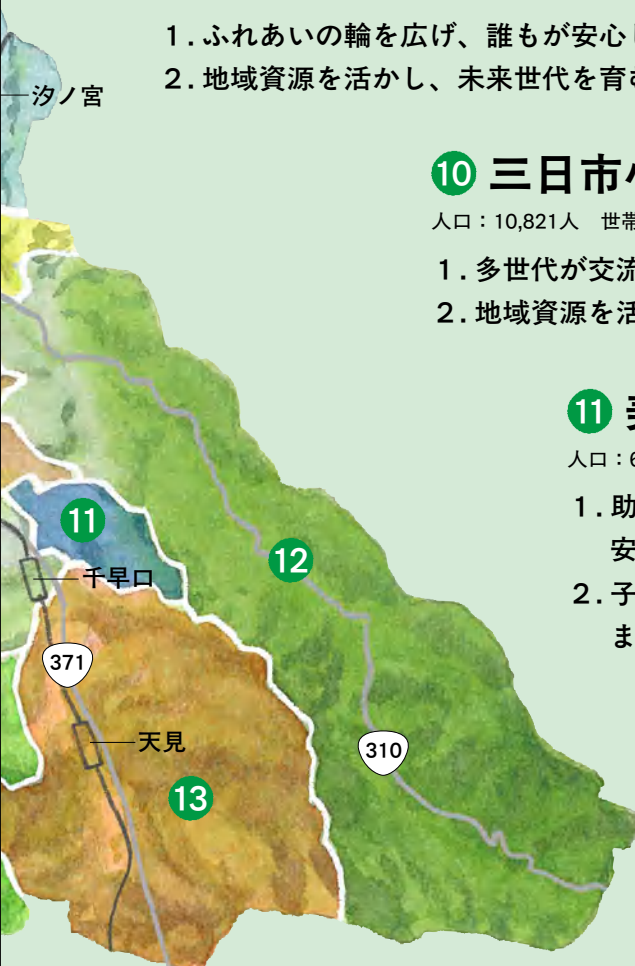 1. ふれあいの輪を広げ、誰もが安心
2. 地域資源を活かし、未来世代を育
汐ノ宮
10 三日市
人口：10,821人　世帯
1. 多世代が交流
2. 地域資源を活
11
人口：6
1. 助
安
2. 子
ま
11
千早口
12
371
天見
310
13